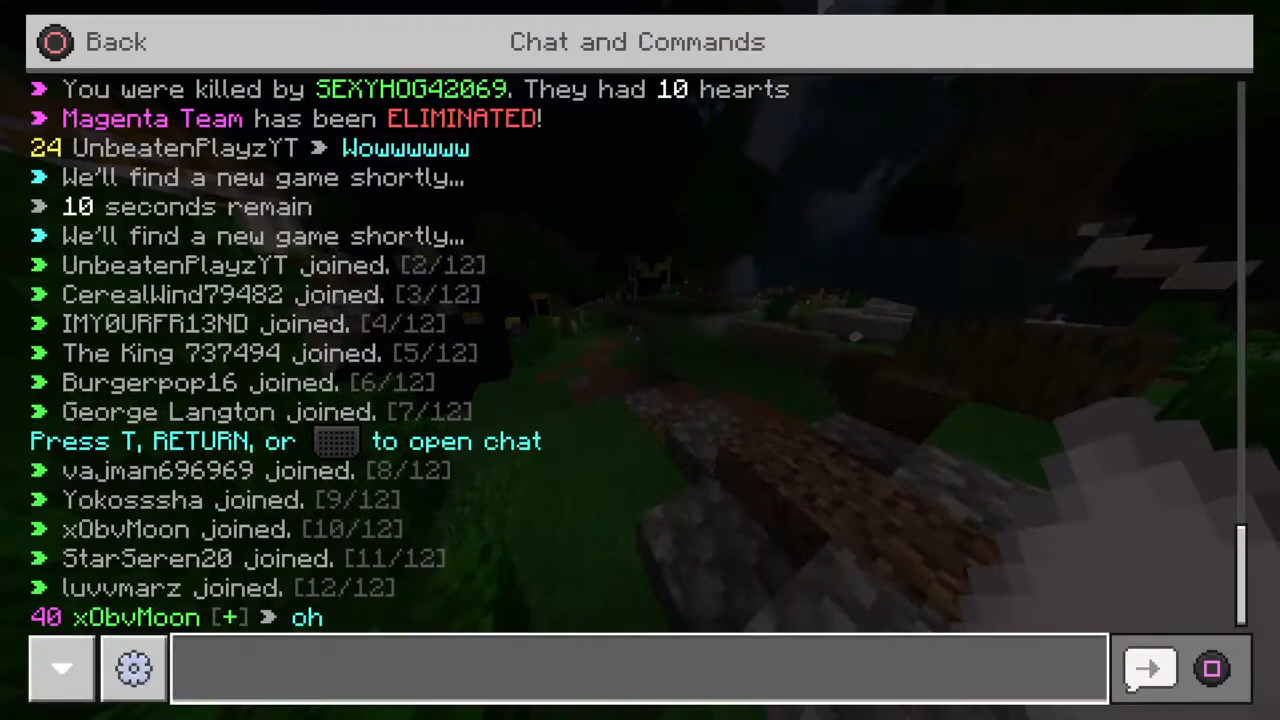 Back
Chat and Commands
You were killed by SEXYHOG42069. They had 10 hearts
Magenta Team has been ELIMINATED!
24 UnbeatenPlayzYT » Wowwwwww
We'll find a new game shortly...
10 seconds remain
We'll find a new game shortly...
UnbeatenPlayzYT joined. [2/12]
CerealWind79482 joined. [3/12]
IMY0URFR13ND joined. [4/12]
The King 737494 joined. [5/12]
Burgerpop16 joined. [6/12]
George Langton joined. [7/12]
Press T, RETURN, or to open chat
vajman696969 joined. [8/12]
Yokosssha joined. [9/12]
xObvMoon joined. [10/12]
StarSeren20 joined. [11/12]
luvvmarz joined. [12/12]
40 xObvMoon [+] » oh